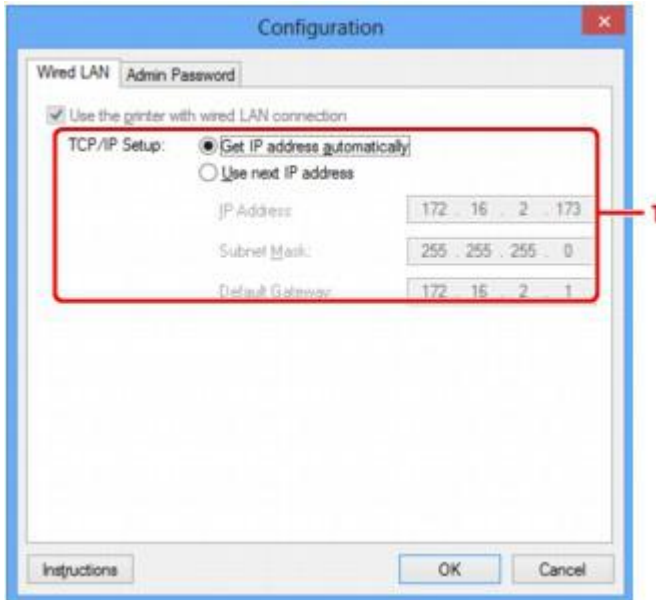 Configuration
Wired LAN Admin Password
Use the printer with wired LAN connection
TCP/IP Setup: Get IP address automatically
Use next IP address
IP Address 172 . 16 . 2 . 173
1
Subnet Mask: 255 . 255 . 255 . 0
Default Gateway: 172 . 16 . 2 . 1
Instructions OK Cancel